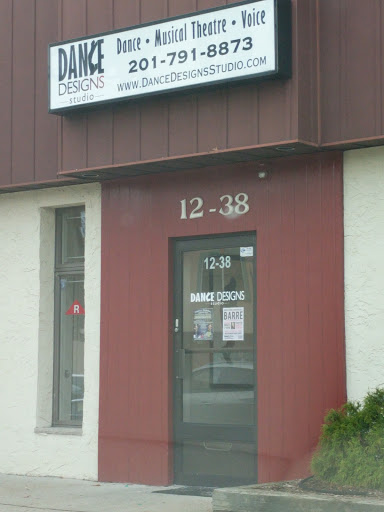 DANCE
DESIGNS
studio
Dance • Musical Theatre • Voice
201-791-8873
www.DanceDesignsStudio.com
12-38
12-38
DANCE DESIGNS
studio
BARRE
R